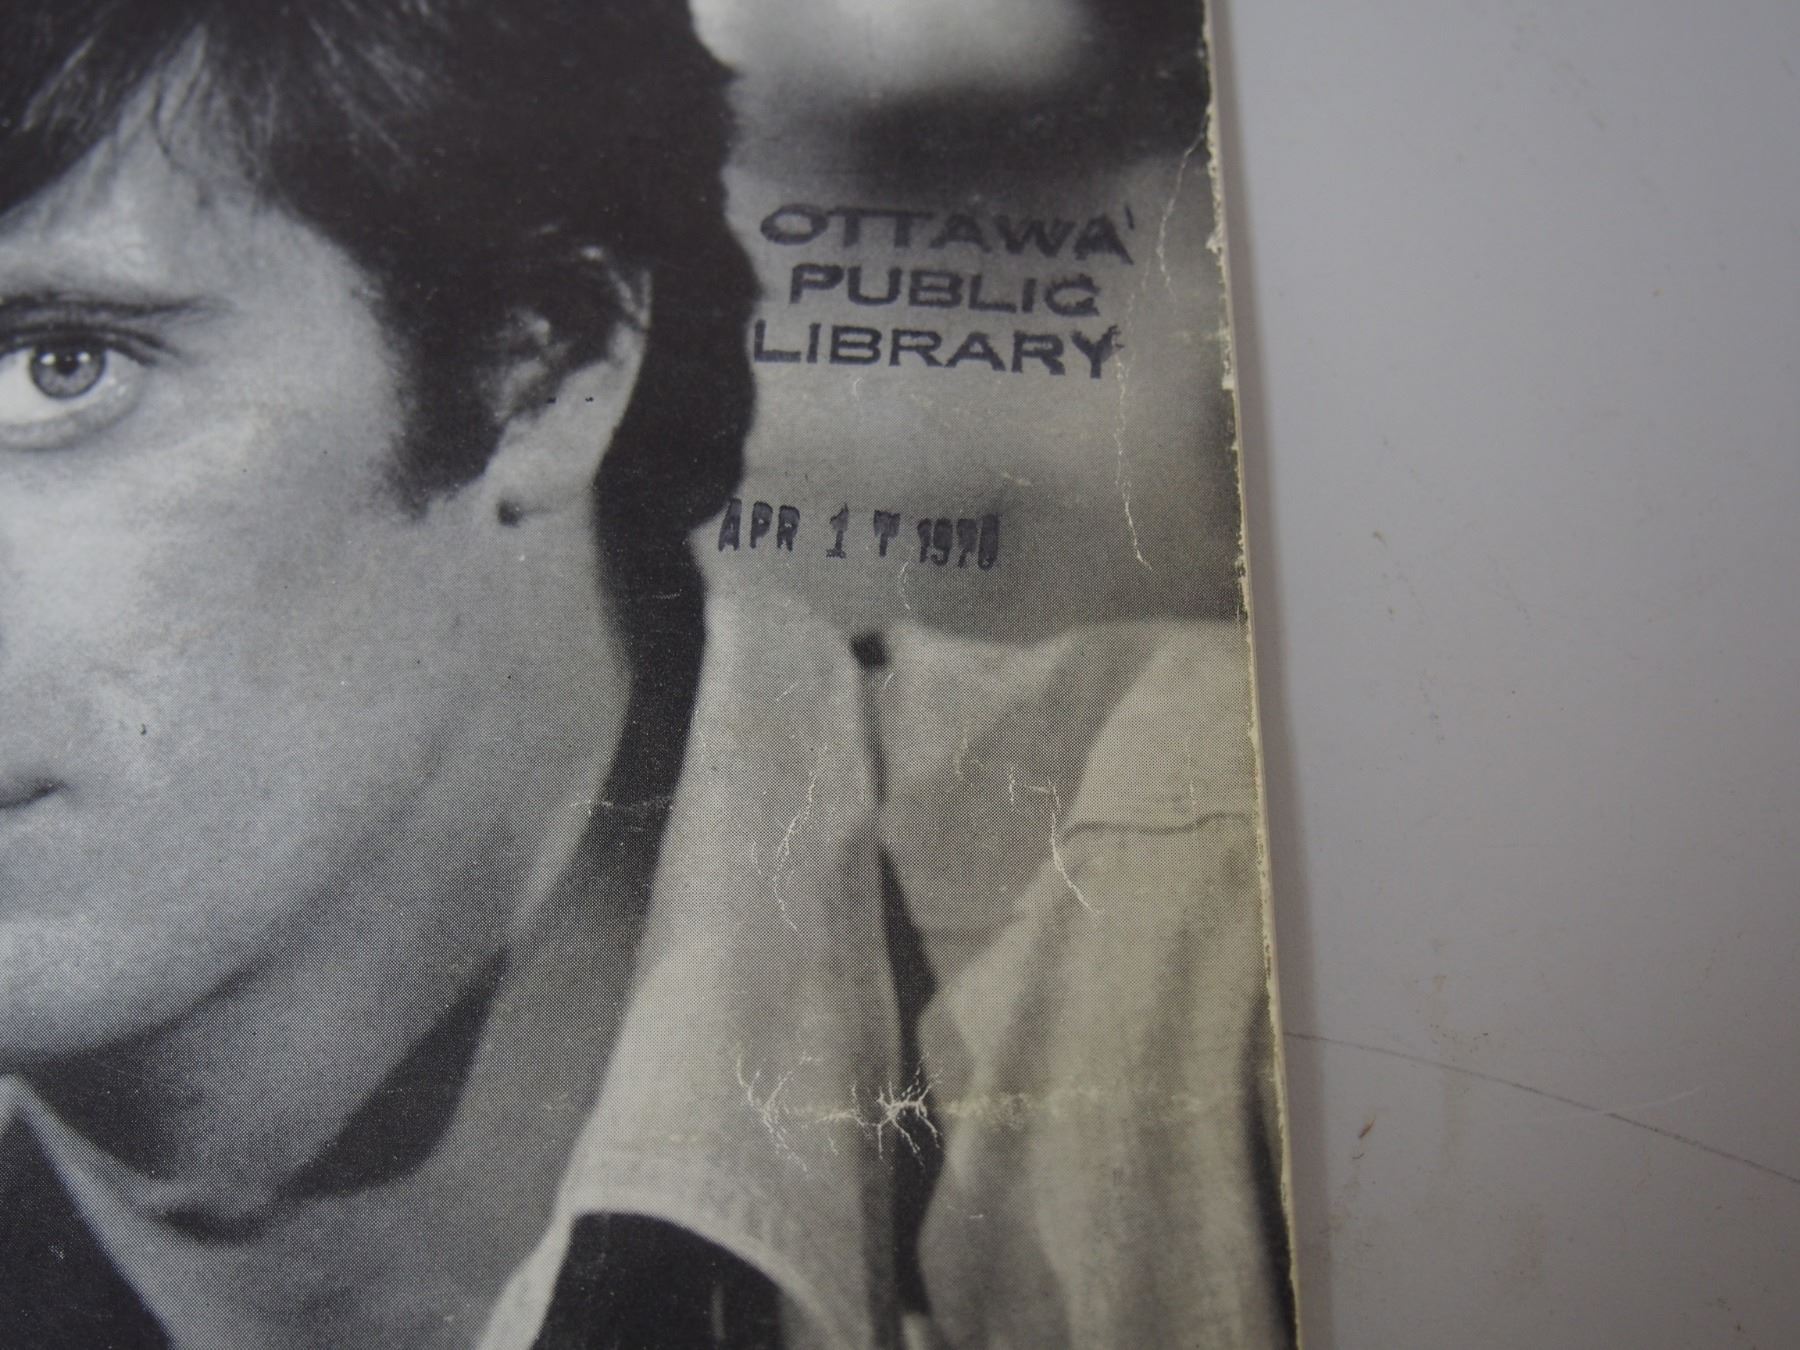 OTTAWA
PUBLIC
LIBRARY
APR 17 1970